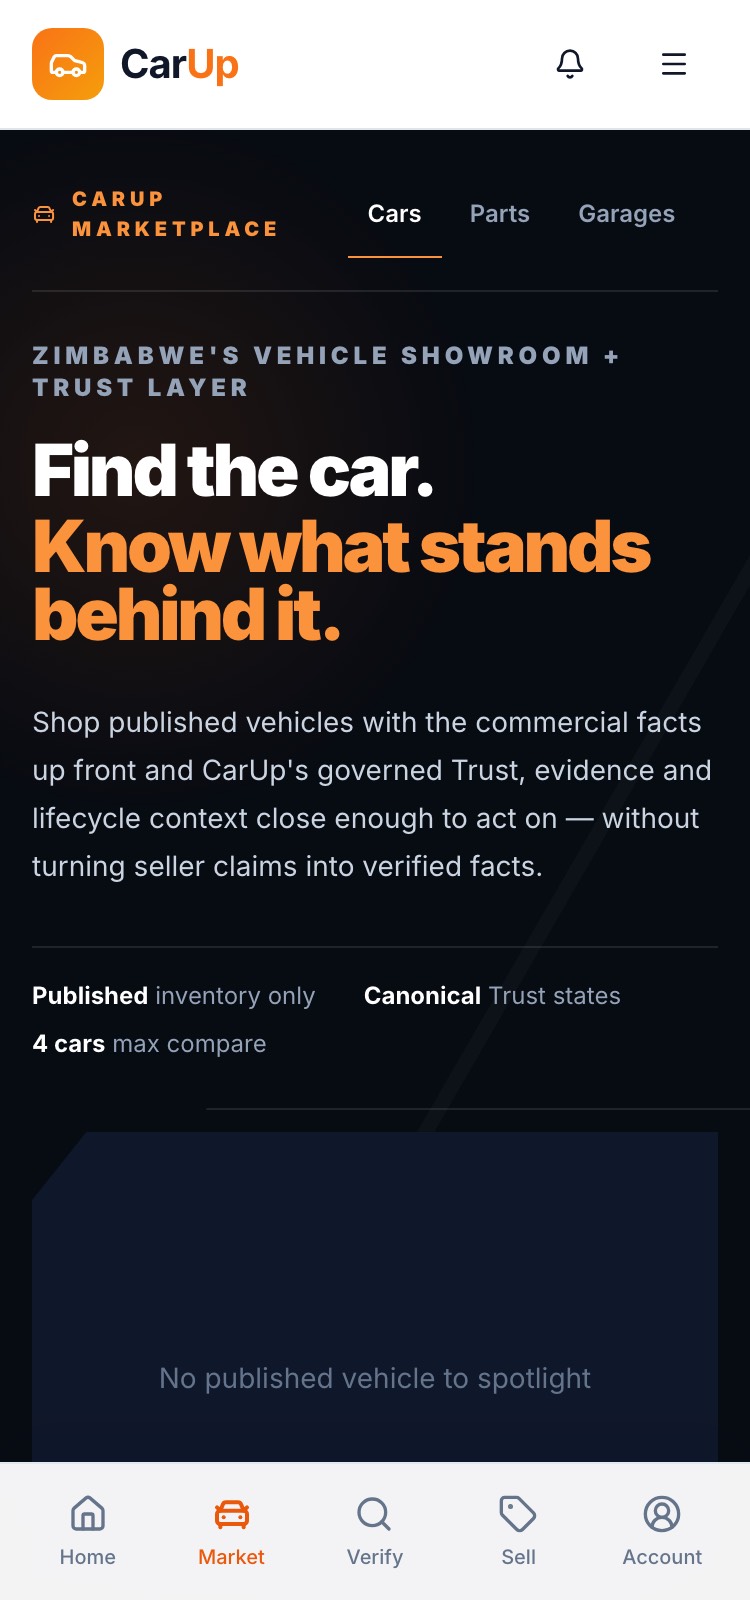 CarUp
CARUP
MARKETPLACE
Cars
Parts
Garages
ZIMBABWE'S VEHICLE SHOWROOM +
TRUST LAYER
Find the car.
Know what stands
behind it.
Shop published vehicles with the commercial facts
up front and CarUp's governed Trust, evidence and
lifecycle context close enough to act on — without
turning seller claims into verified facts.
Published inventory only
Canonical Trust states
4 cars max compare
No published vehicle to spotlight
Home
Market
Verify
Sell
Account